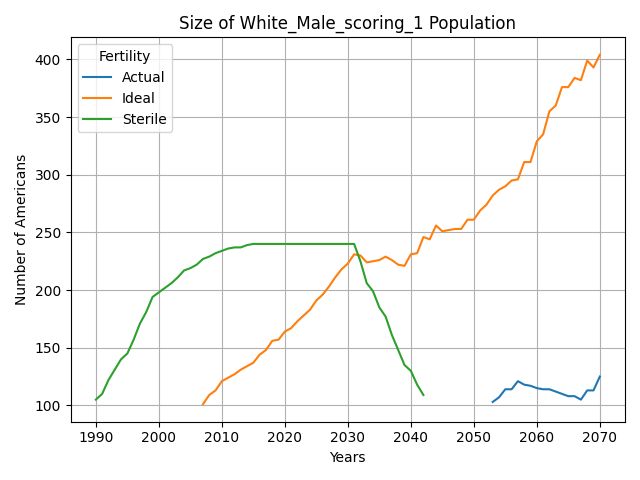 Size of White_Male_scoring_1 Population
Fertility
Actual
Ideal
Sterile
Number of Americans
400
350
300
250
200
150
100
1990 2000 2010 2020 2030 2040 2050 2060 2070
Years